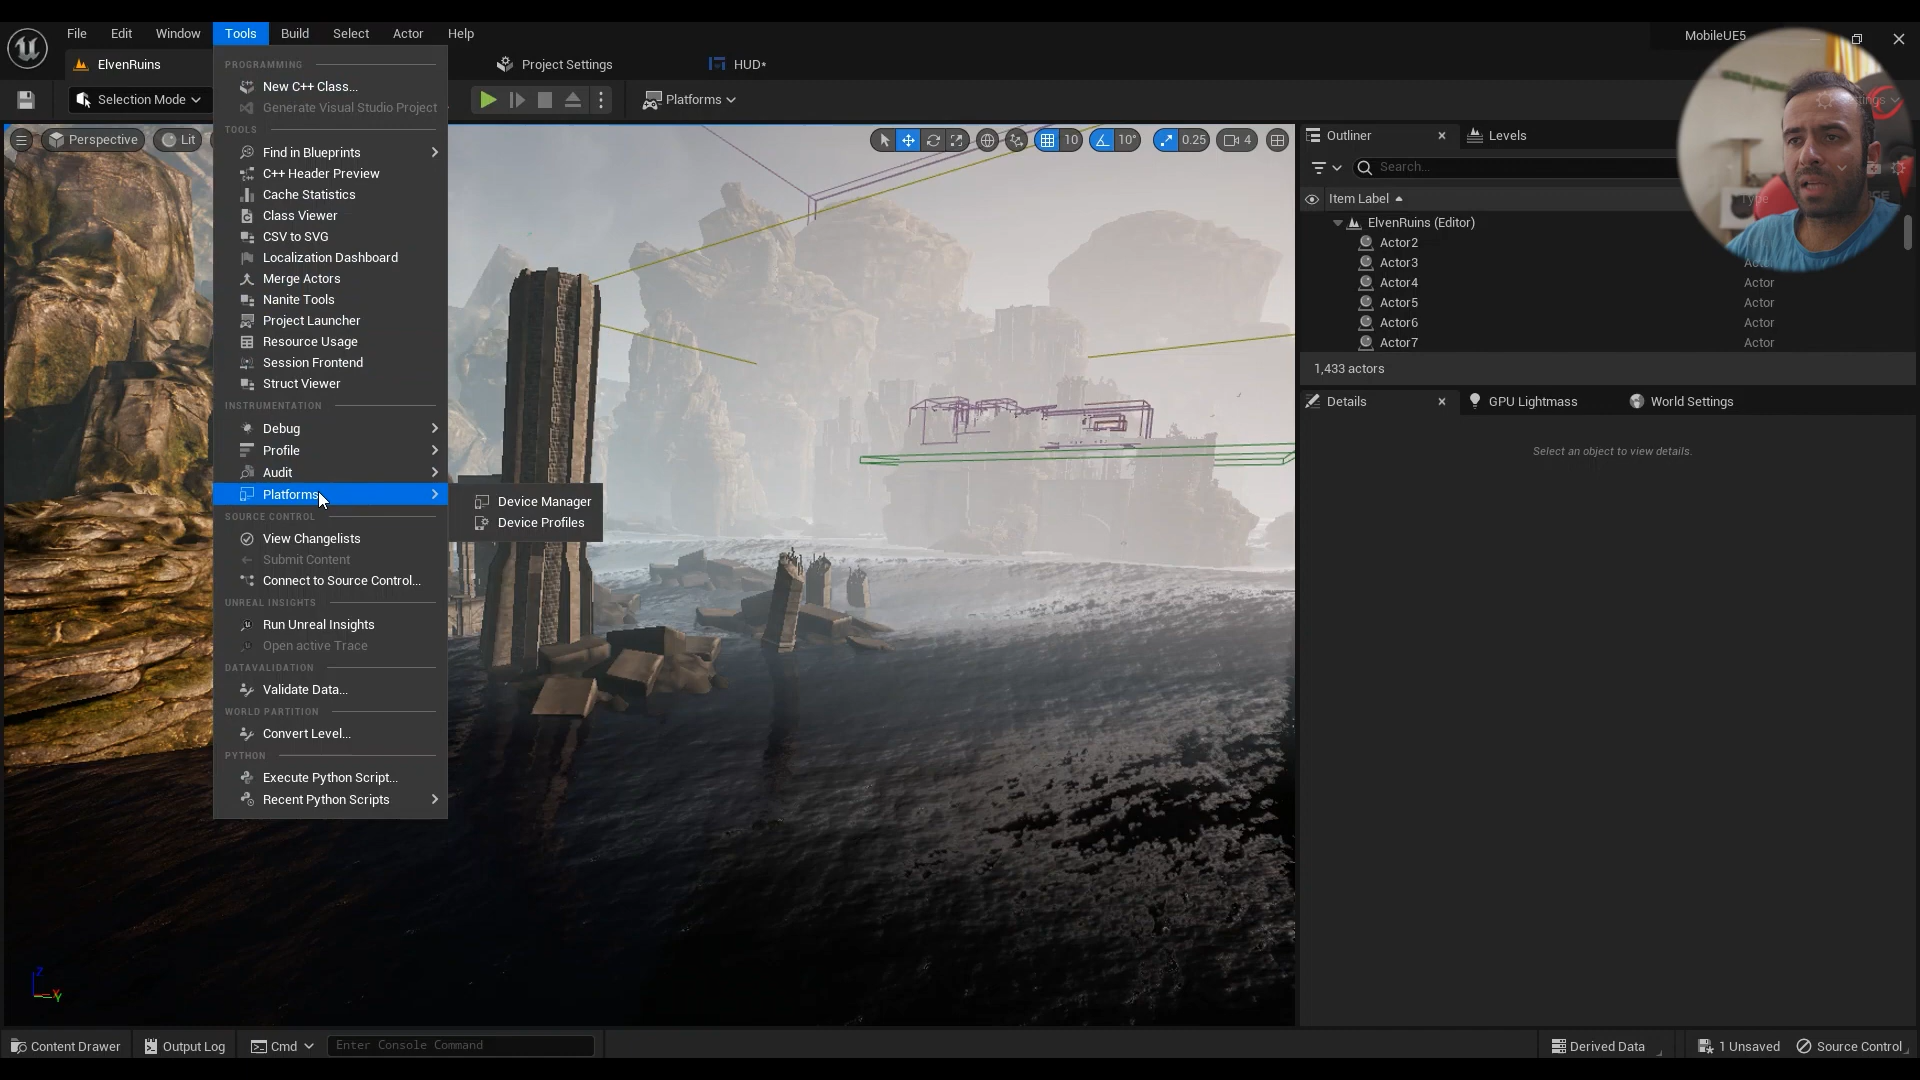 File Edit Window Tools Build Select Actor Help
MobileUE5
ElvenRuins
Project Settings
HUD*
Selection Mode
Platforms
Perspective
Lit
10
10°
0.25
4
PROGRAMMING
New C++ Class...
Generate Visual Studio Project
TOOLS
Find in Blueprints
C++ Header Preview
Cache Statistics
Class Viewer
CSV to SVG
Localization Dashboard
Merge Actors
Nanite Tools
Project Launcher
Resource Usage
Session Frontend
Struct Viewer
INSTRUMENTATION
Debug
Profile
Audit
Platforms
Device Manager
Device Profiles
SOURCE CONTROL
View Changelists
Submit Content
Connect to Source Control...
UNREAL INSIGHTS
Run Unreal Insights
Open active Trace
DATAVALIDATION
Validate Data...
WORLD PARTITION
Convert Level...
PYTHON
Execute Python Script...
Recent Python Scripts
Outliner
Levels
Search...
Item Label
ElvenRuins (Editor)
Actor2
Actor3
Actor4 Actor
Actor5 Actor
Actor6 Actor
Actor7 Actor
1,433 actors
Details
GPU Lightmass
World Settings
Select an object to view details.
Z
X
Y
Content Drawer
Output Log
Cmd
Enter Console Command
Derived Data
1 Unsaved
Source Control